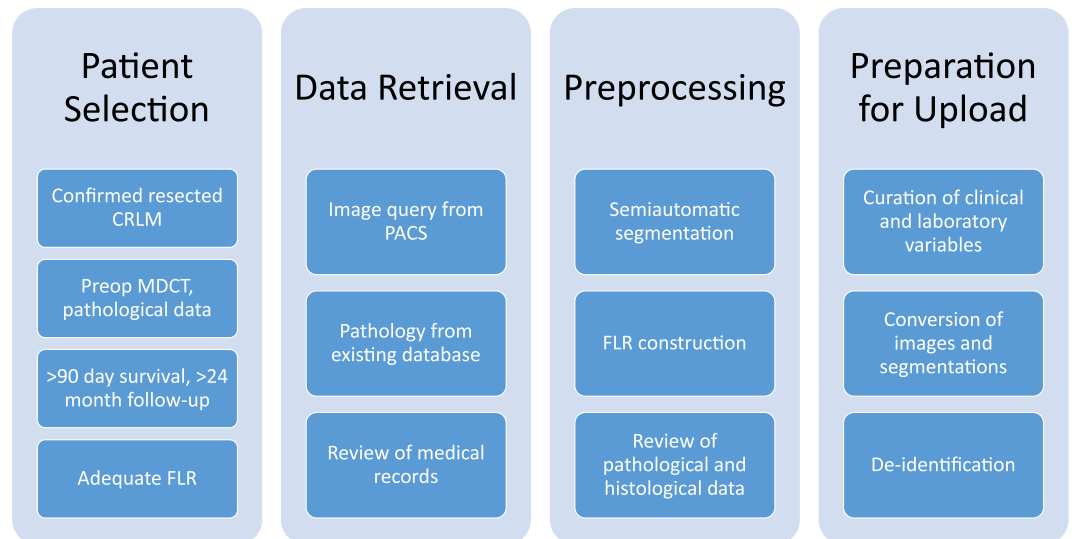 Patient
Selection
Confirmed resected
CRLM
Preop MDCT,
pathological data
>90 day survival, >24
month follow-up
Adequate FLR
Data Retrieval
Image query from
PACS
Pathology from
existing database
Review of medical
records
Preprocessing
Semiautomatic
segmentation
FLR construction
Review of
pathological and
histological data
Preparation
for Upload
Curation of clinical
and laboratory
variables
Conversion of
images and
segmentations
De-identification